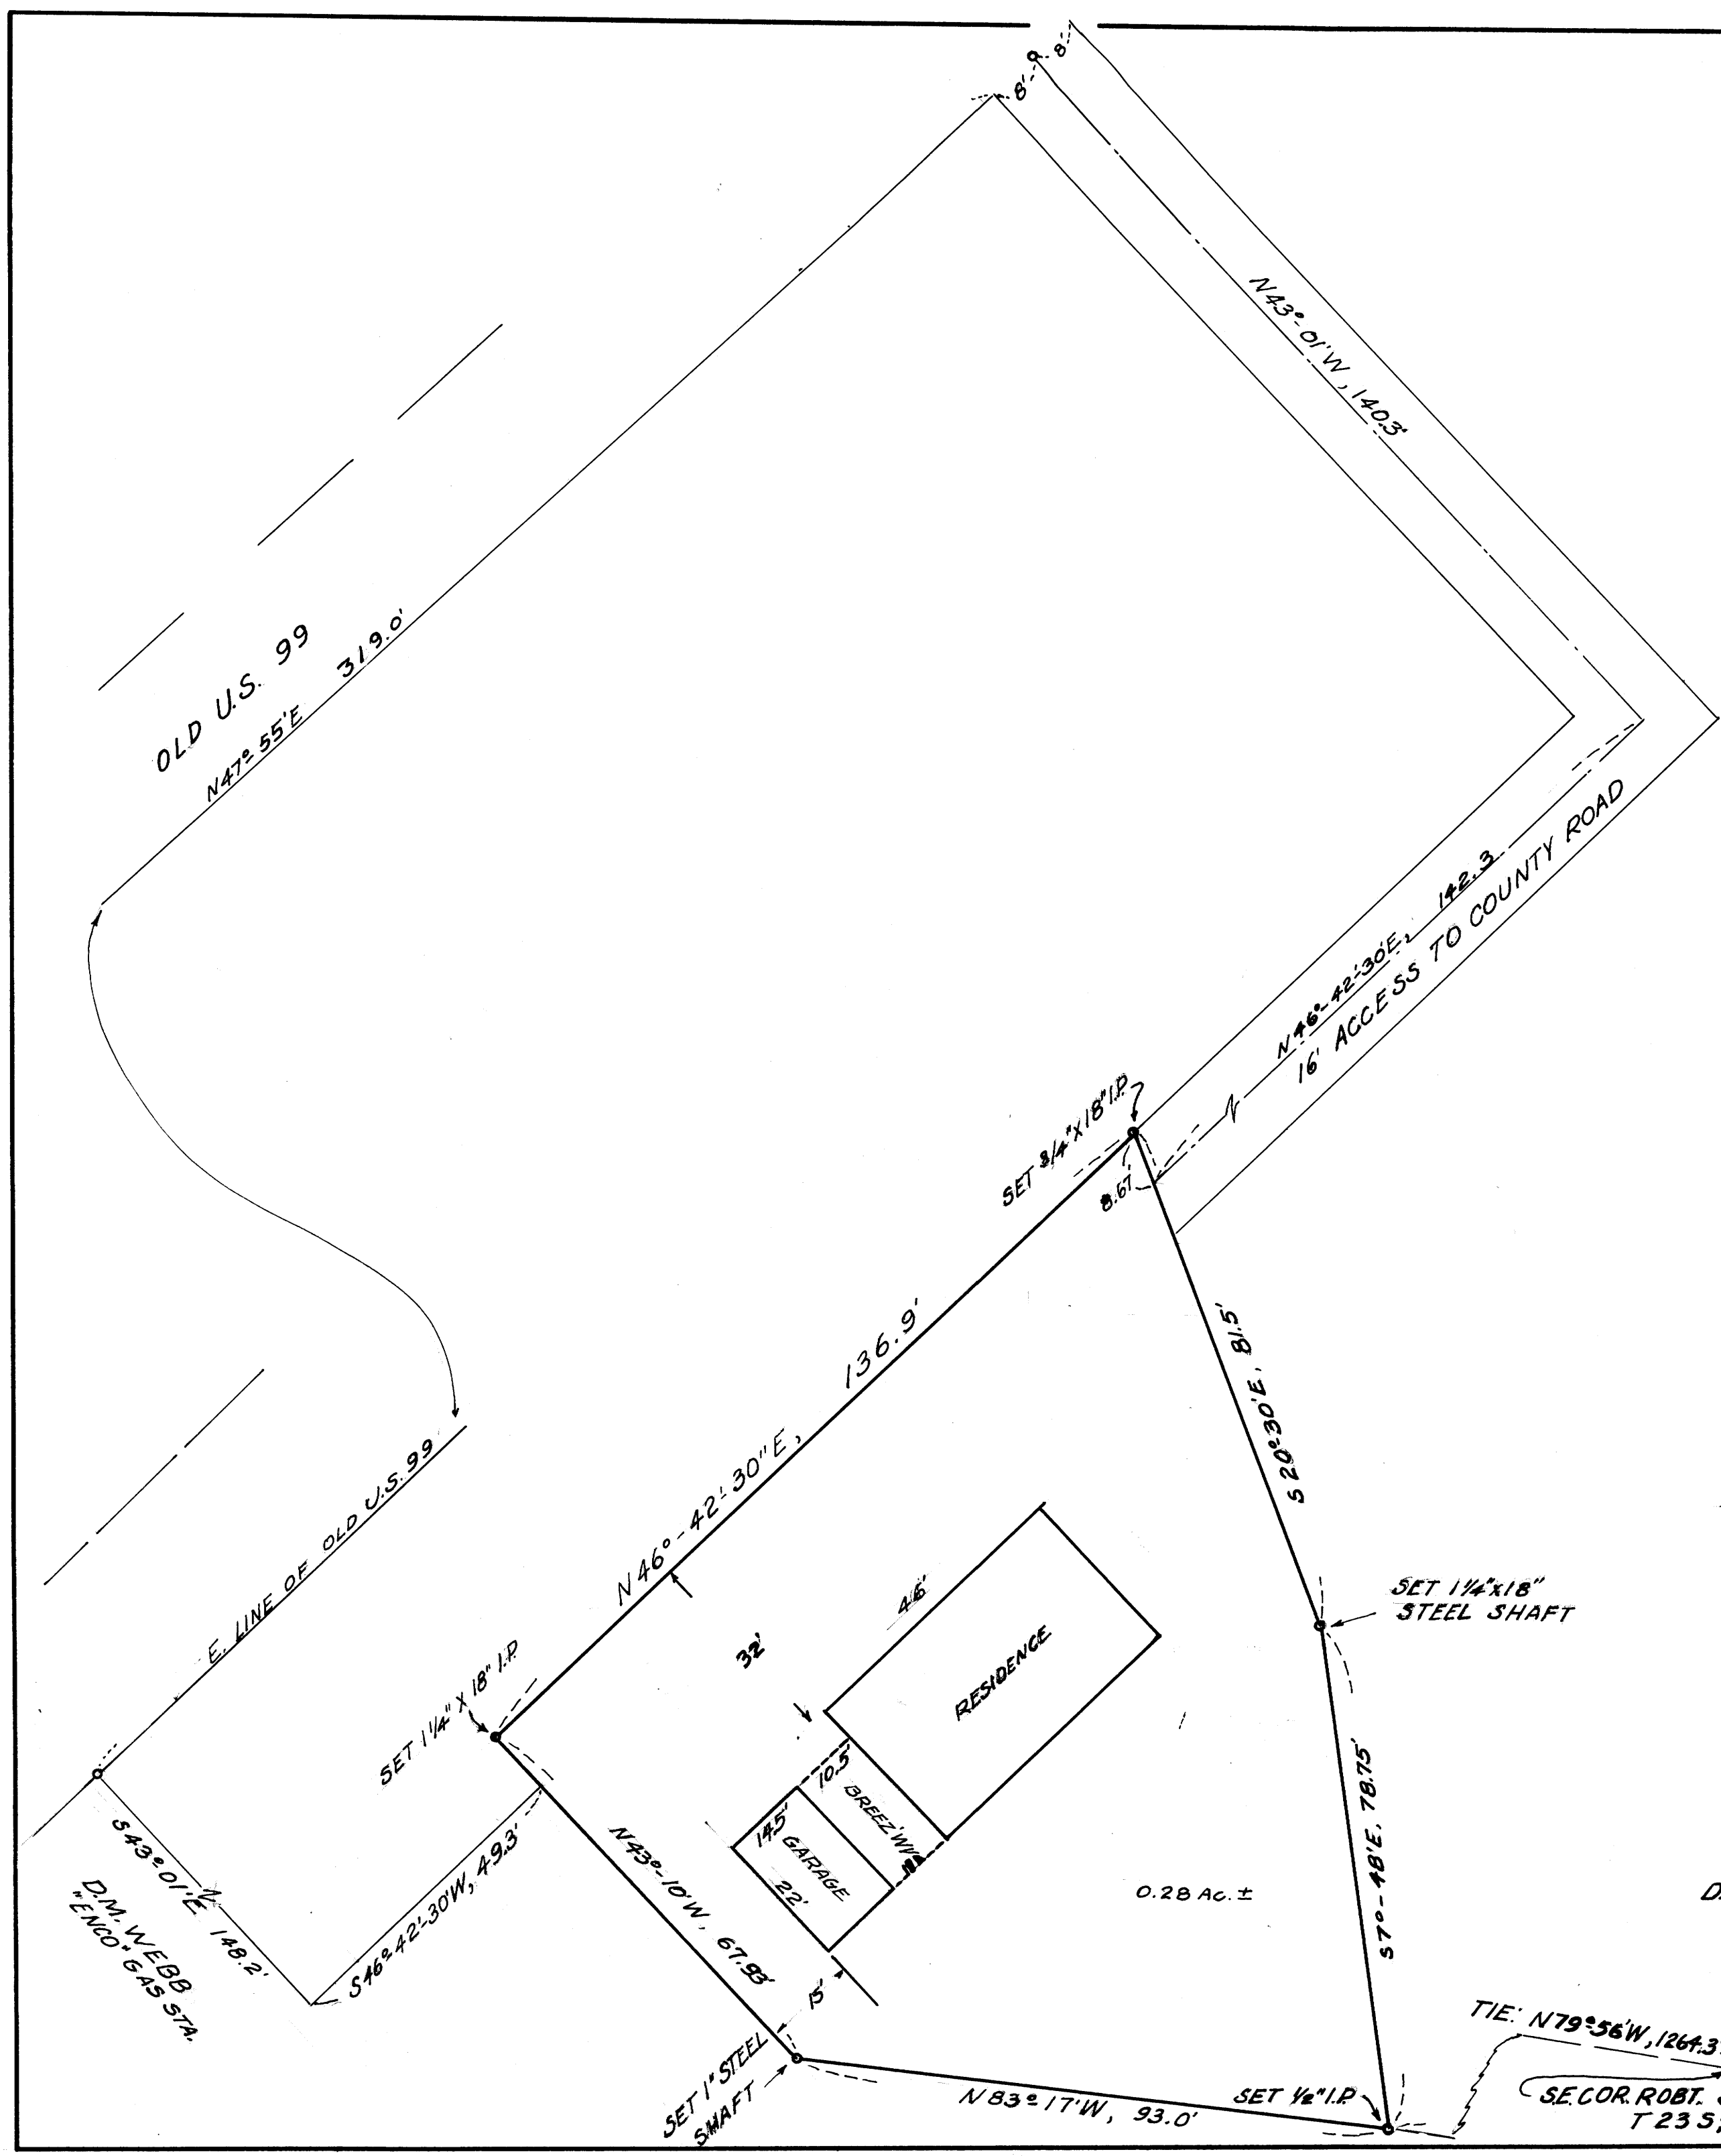 8'
8'
N43°-01'W, 140.3'
OLD U.S. 99
N47°55'E 319.0'
N46°-42'-30"E, 142.3
16' ACCESS TO COUNTY ROAD
SET 3/4"X18" I.P.
8.67'
136.9'
N46°-42'-30"E,
S20°30'E, 81.5'
E. LINE OF OLD U.S. 99
SET 1 1/4"x18"
STEEL SHAFT
46'
32'
RESIDENCE
SET 1 1/4" X 18" I.P.
10.5'
BREEZ'WY
14.5'
GARAGE
22'
S43°01'E 148.2'
S46°42'-30"W, 49.3'
N43°-10'W, 67.93'
D.M. WEBB
"ENCO" GAS STA.
0.28 AC. ±
S7°-48'E, 78.75'
D.
15'
TIE: N79°56'W, 1264.3
SET 1" STEEL
SHAFT
N83°17'W, 93.0'
SET 1/2" I.P.
S.E. COR. ROBT.
T 23 S,